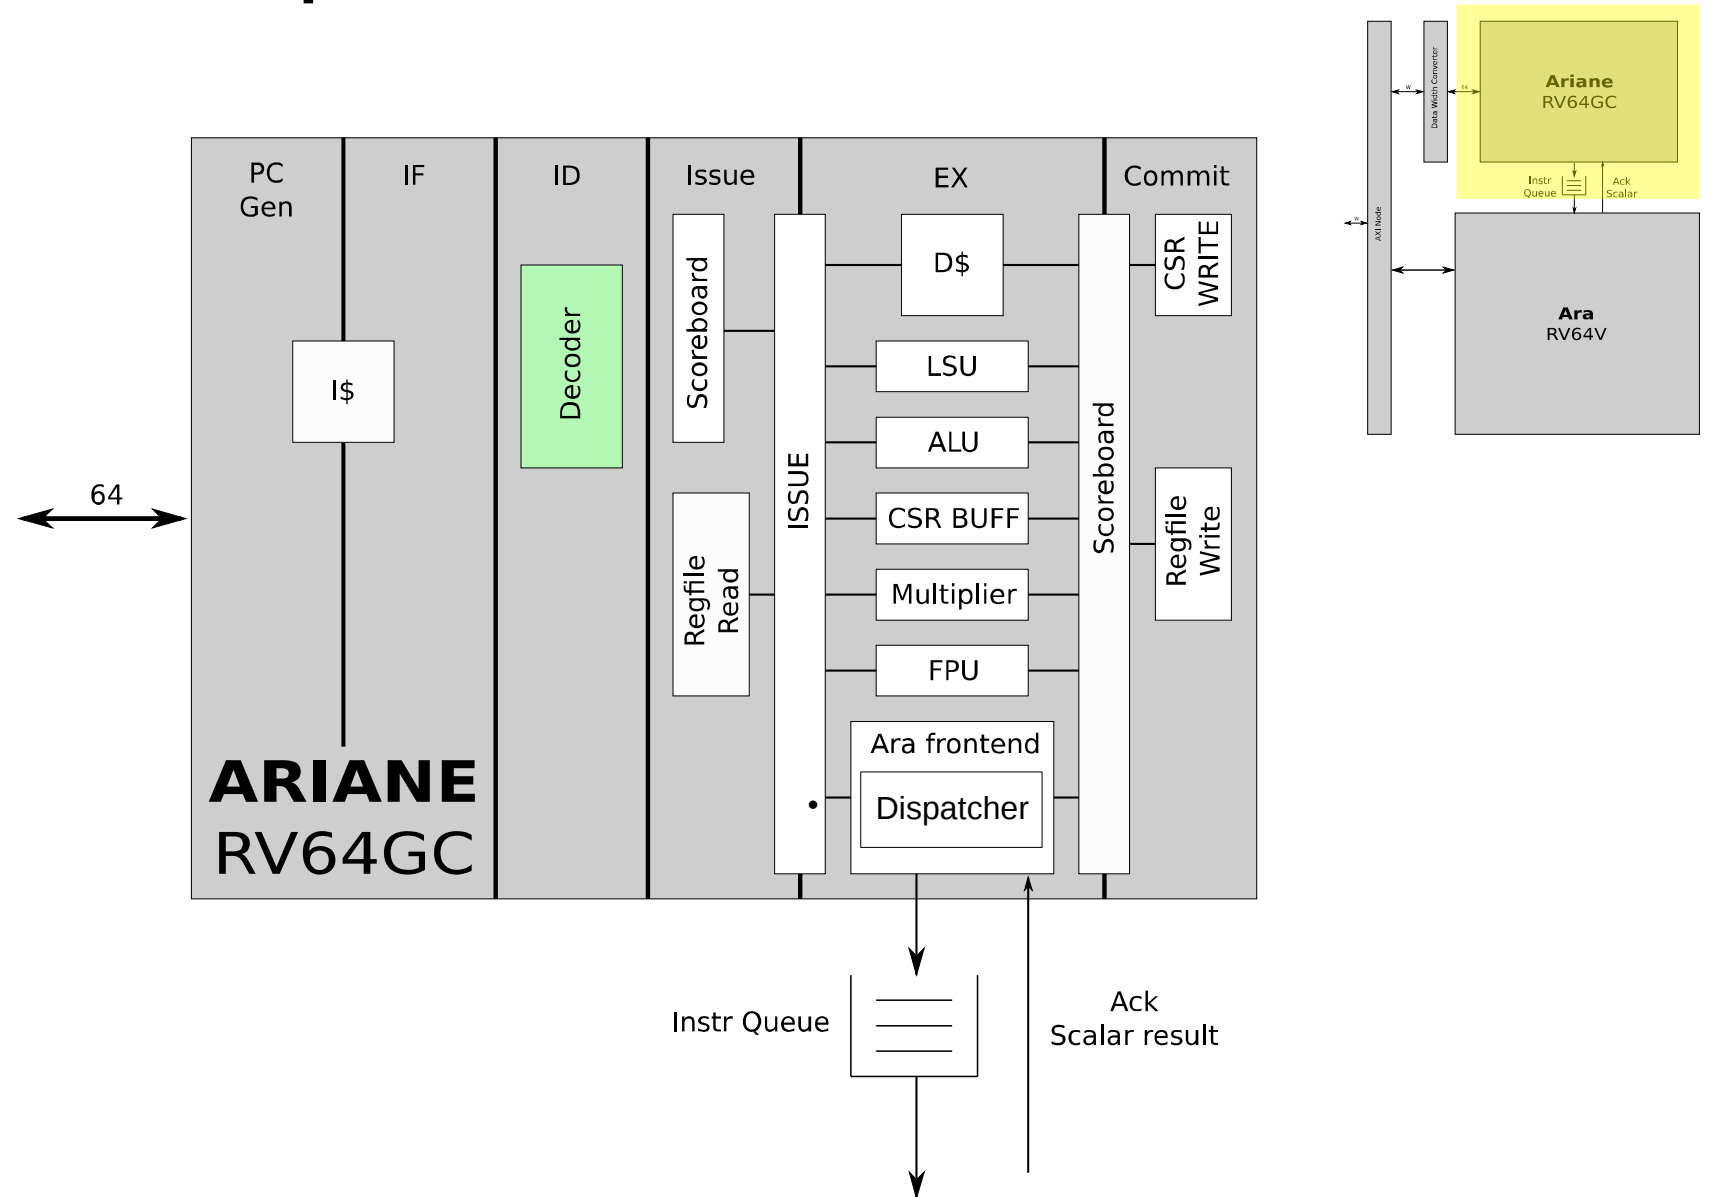 PC
Gen
IF
ID
Issue
EX
Commit
I$
Decoder
Scoreboard
Regfile
Read
ISSUE
D$
LSU
ALU
CSR BUFF
Multiplier
FPU
Ara frontend
Dispatcher
Scoreboard
CSR
WRITE
Regfile
Write
64
ARIANE
RV64GC
Instr Queue
Ack
Scalar result
AXI Node
Data Width Converter
W
W
64
Ariane
RV64GC
Instr
Queue
Ack
Scalar
Ara
RV64V